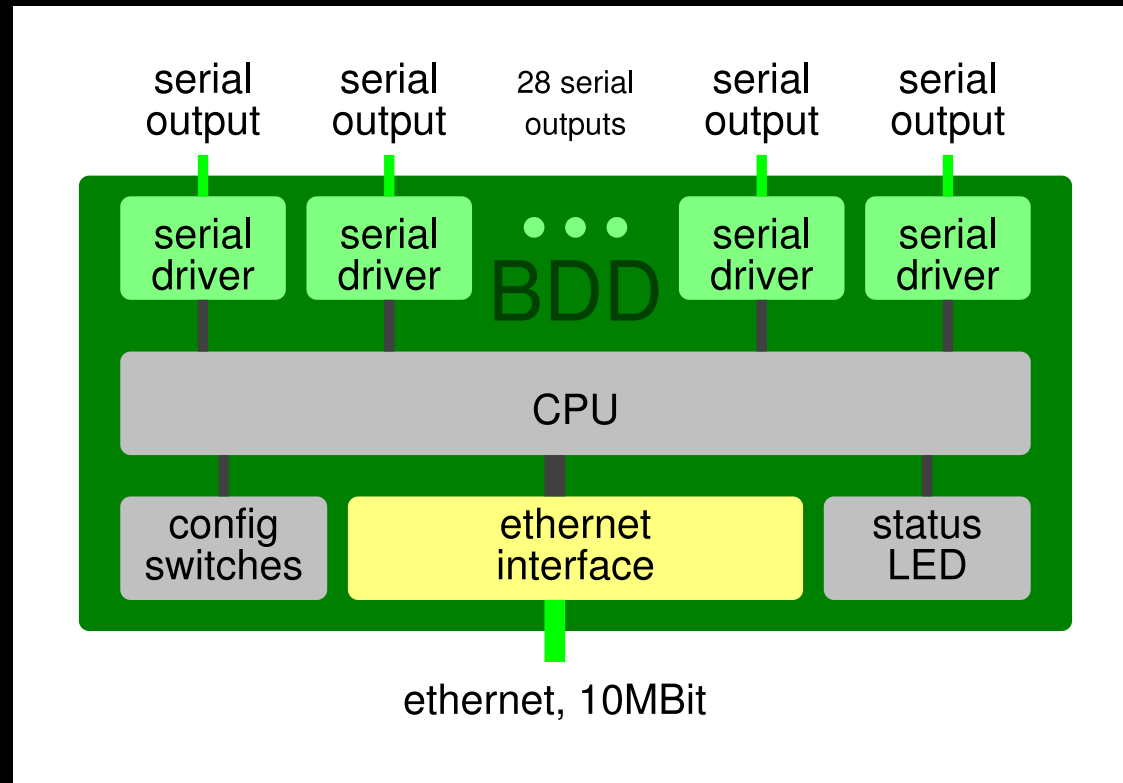 serial
output
serial
output
28 serial
outputs
serial
output
serial
output
serial
driver
serial
driver
BDD
serial
driver
serial
driver
CPU
config
switches
ethernet
interface
status
LED
ethernet, 10MBit